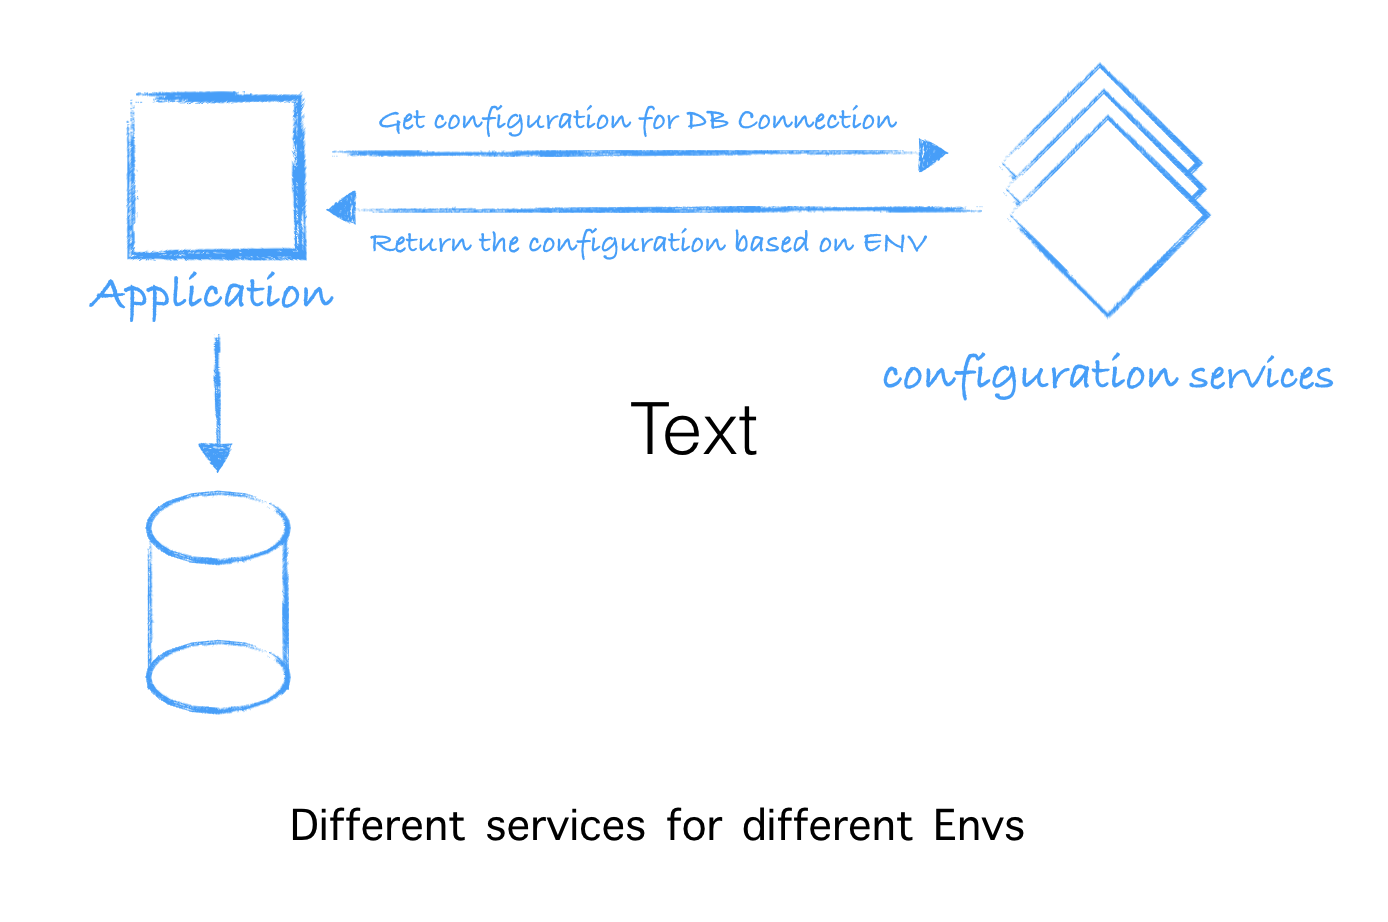 Get configuration for DB Connection
Return the configuration based on ENV
Application
configuration services
Text
Different services for different Envs